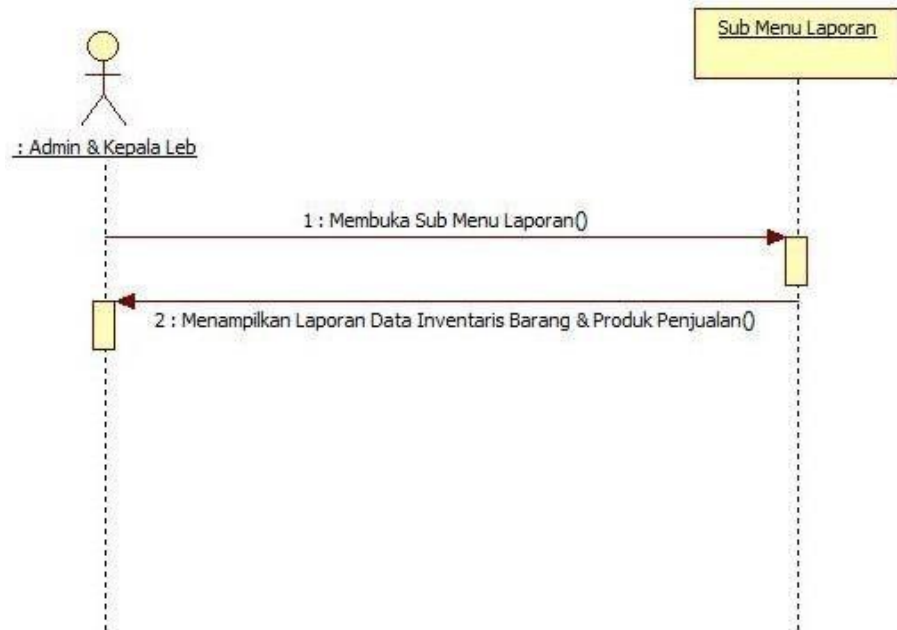 Sub Menu Laporan
: Admin & Kepala Leb
1 : Membuka Sub Menu Laporan()
2 : Menampilkan Laporan Data Inventaris Barang & Produk Penjualan()